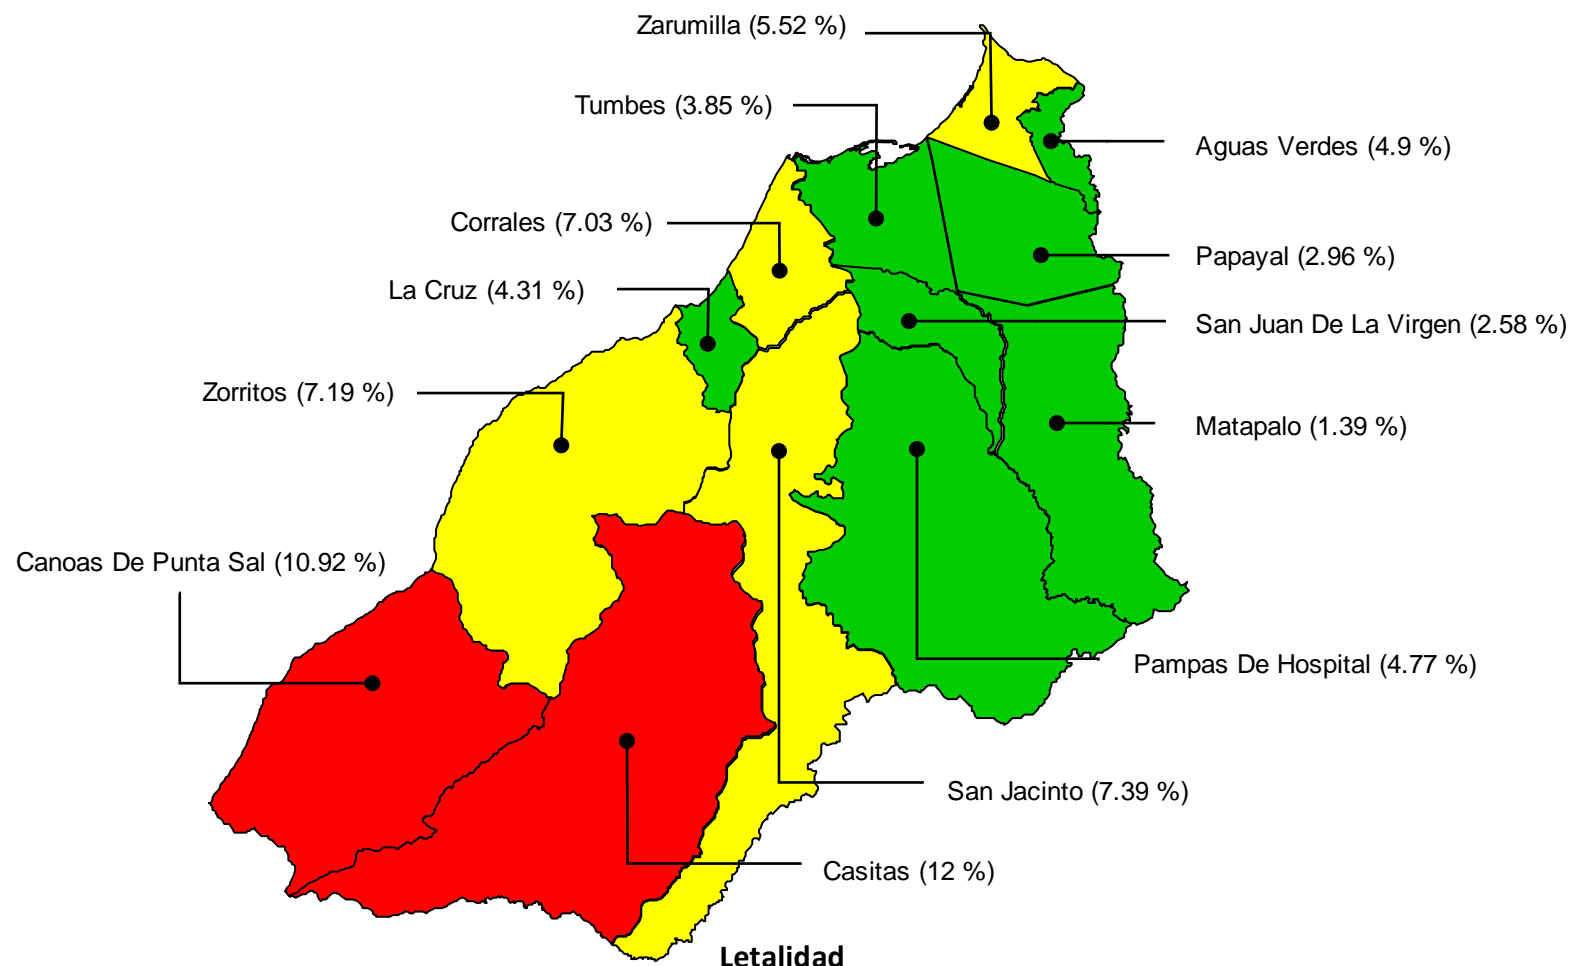 Zarumilla (5.52 %)
Tumbes (3.85 %)
Aguas Verdes (4.9 %)
Corrales (7.03 %)
Papayal (2.96 %)
La Cruz (4.31 %)
San Juan De La Virgen (2.58 %)
Zorritos (7.19 %)
Matapalo (1.39 %)
Canoas De Punta Sal (10.92 %)
Pampas De Hospital (4.77 %)
San Jacinto (7.39 %)
Casitas (12 %)
Letalidad